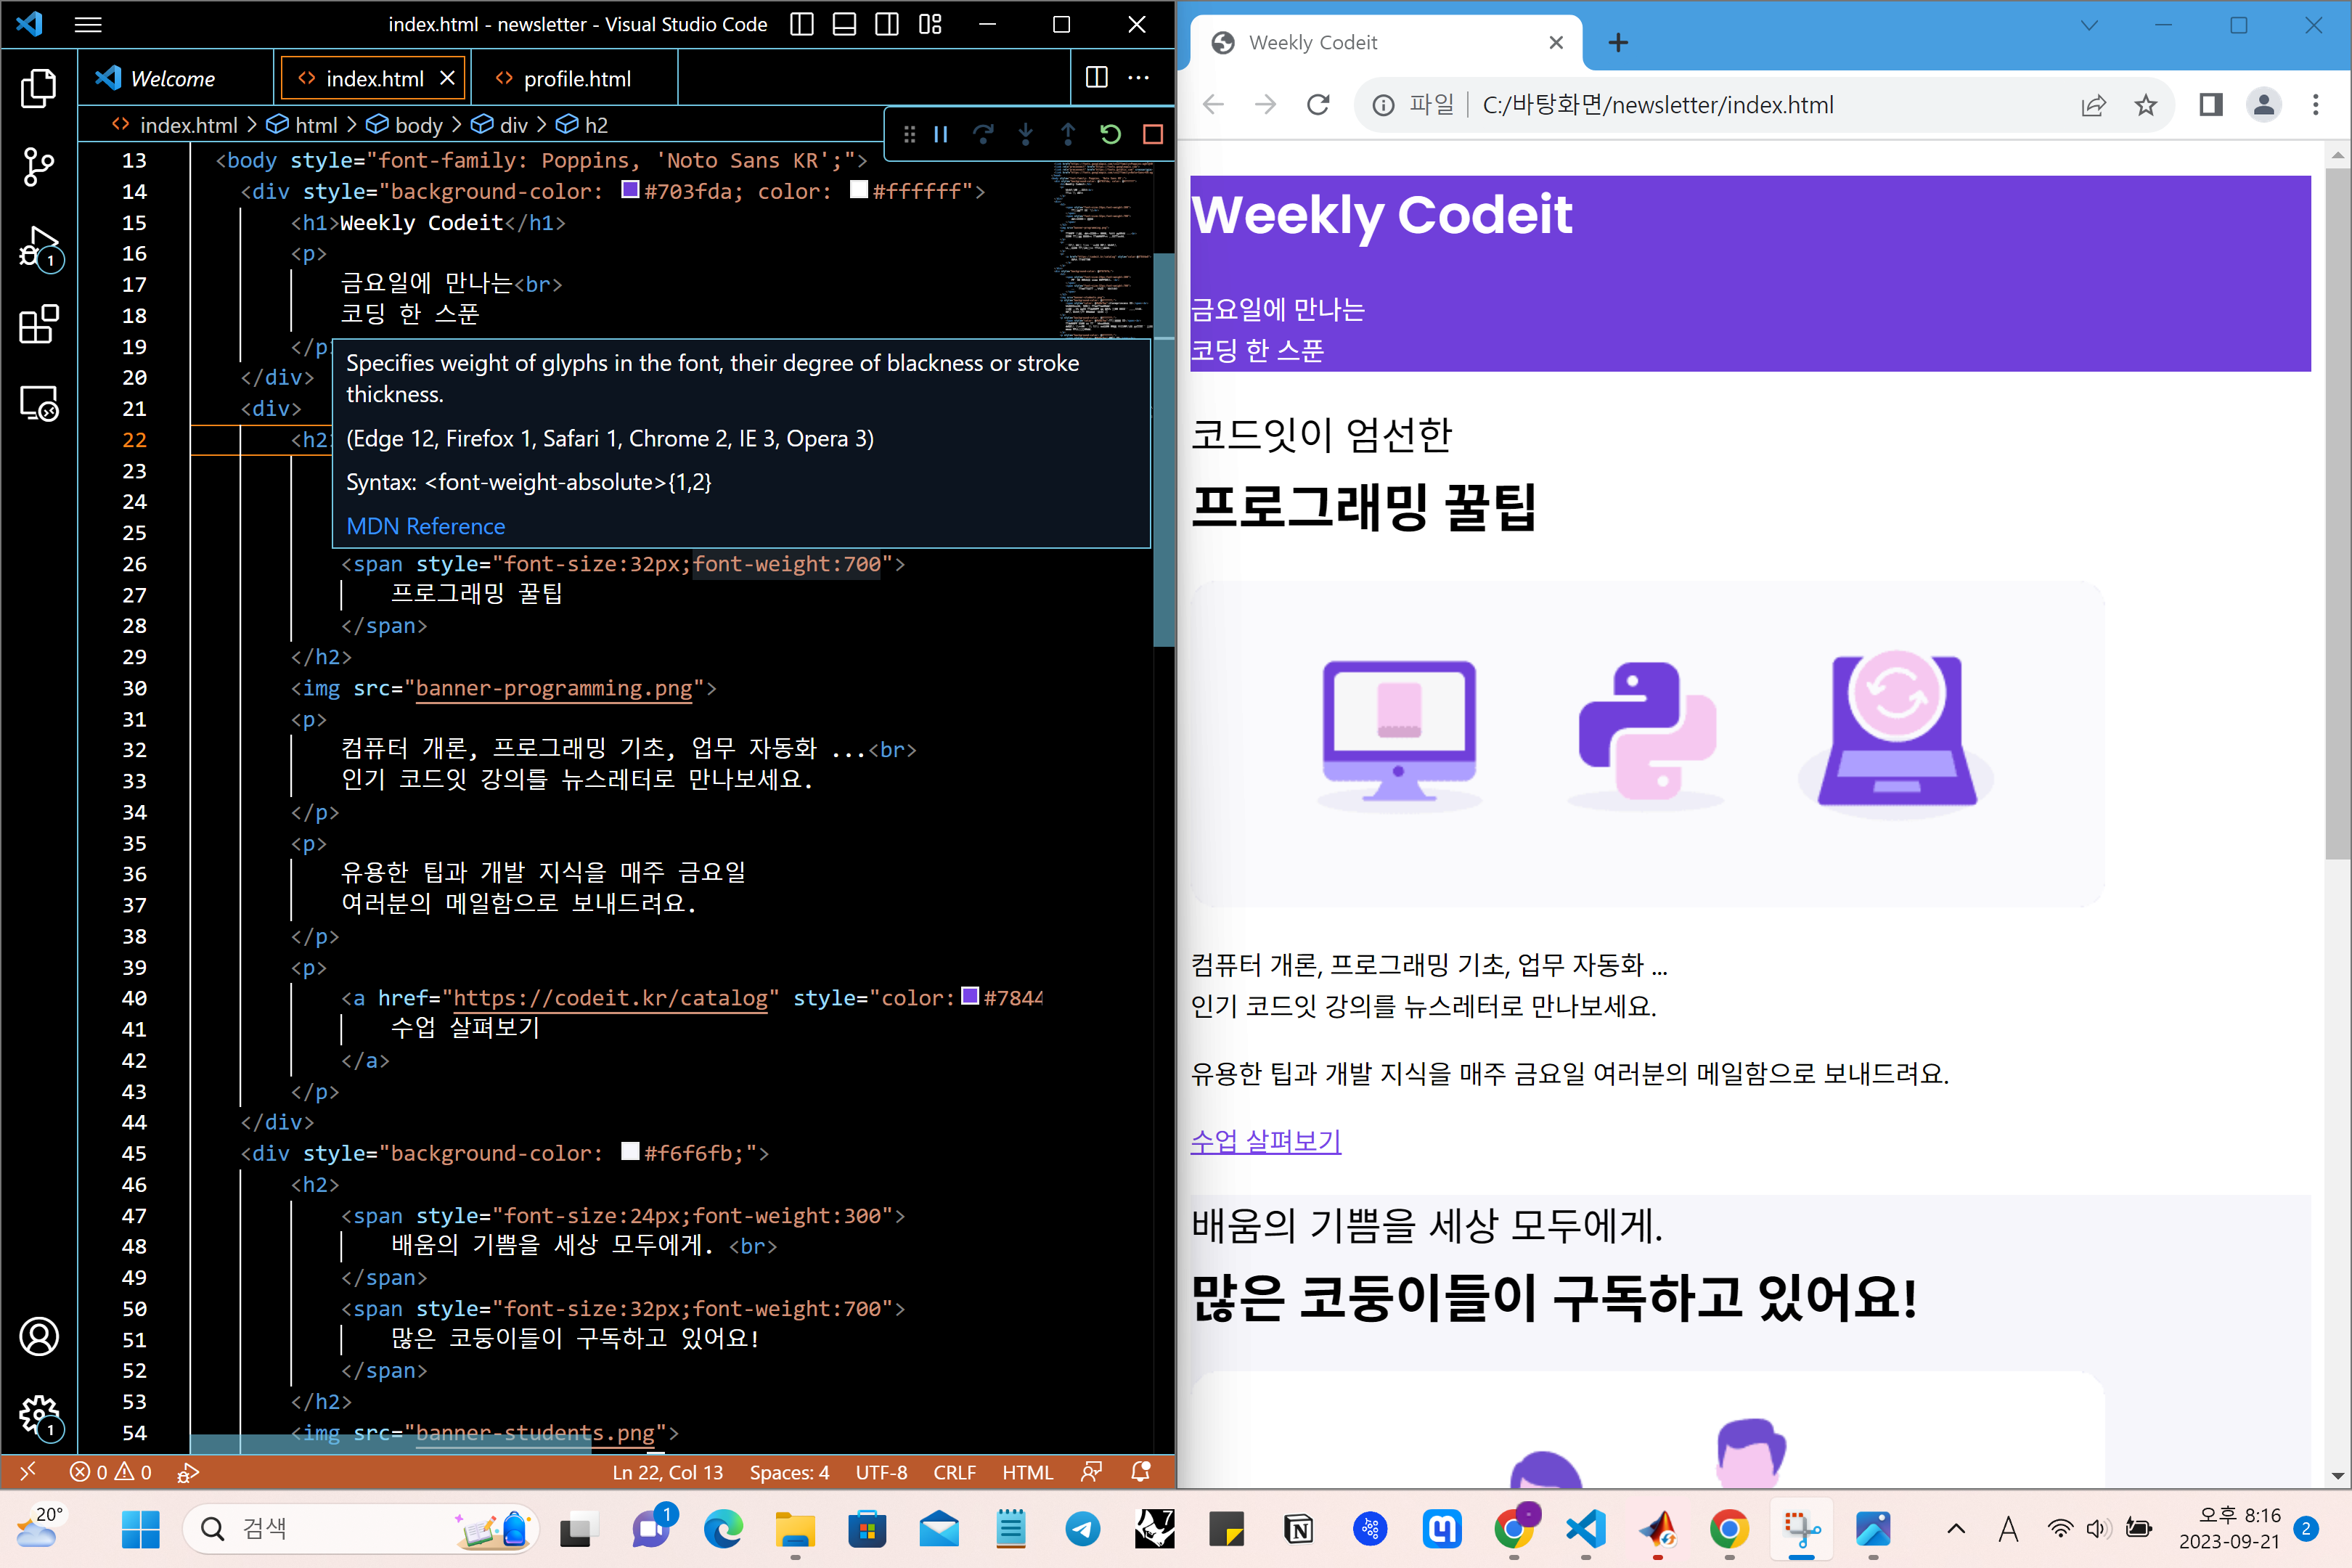 index.html - newsletter - Visual Studio Code
Welcome
index.html
profile.html
index.html > html > body > div > h2
13 <body style="font-family: Poppins, 'Noto Sans KR';">
14 <div style="background-color: #703fda; color: #ffffff">
15 <h1>Weekly Codeit</h1>
16 <p>
17 금요일에 만나는<br>
18 코딩 한 스푼
19 </p>
20 </div>
21 <div>
22 <h2
23
24
25
Specifies weight of glyphs in the font, their degree of blackness or stroke
thickness.
(Edge 12, Firefox 1, Safari 1, Chrome 2, IE 3, Opera 3)
Syntax: <font-weight-absolute>{1,2}
MDN Reference
26 <span style="font-size:32px;font-weight:700">
27 프로그래밍 꿀팁
28 </span>
29 </h2>
30 <img src="banner-programming.png">
31 <p>
32 컴퓨터 개론, 프로그래밍 기초, 업무 자동화 ...<br>
33 인기 코드잇 강의를 뉴스레터로 만나보세요.
34 </p>
35 <p>
36 유용한 팁과 개발 지식을 매주 금요일
37 여러분의 메일함으로 보내드려요.
38 </p>
39 <p>
40 <a href="https://codeit.kr/catalog" style="color: #7844
41 수업 살펴보기
42 </a>
43 </p>
44 </div>
45 <div style="background-color: #f6f6fb;">
46 <h2>
47 <span style="font-size:24px;font-weight:300">
48 배움의 기쁨을 세상 모두에게. <br>
49 </span>
50 <span style="font-size:32px;font-weight:700">
51 많은 코둥이들이 구독하고 있어요!
52 </span>
53 </h2>
54 <img src="banner-students.png">
1
1
0 0
Ln 22, Col 13
Spaces: 4
UTF-8
CRLF
HTML
Weekly Codeit
파일
C:/바탕화면/newsletter/index.html
Weekly Codeit
금요일에 만나는
코딩 한 스푼
코드잇이 엄선한
프로그래밍 꿀팁
컴퓨터 개론, 프로그래밍 기초, 업무 자동화 ...
인기 코드잇 강의를 뉴스레터로 만나보세요.
유용한 팁과 개발 지식을 매주 금요일 여러분의 메일함으로 보내드려요.
수업 살펴보기
배움의 기쁨을 세상 모두에게.
많은 코둥이들이 구독하고 있어요!
20°
검색
1
7
A
오후 8:16
2023-09-21
2